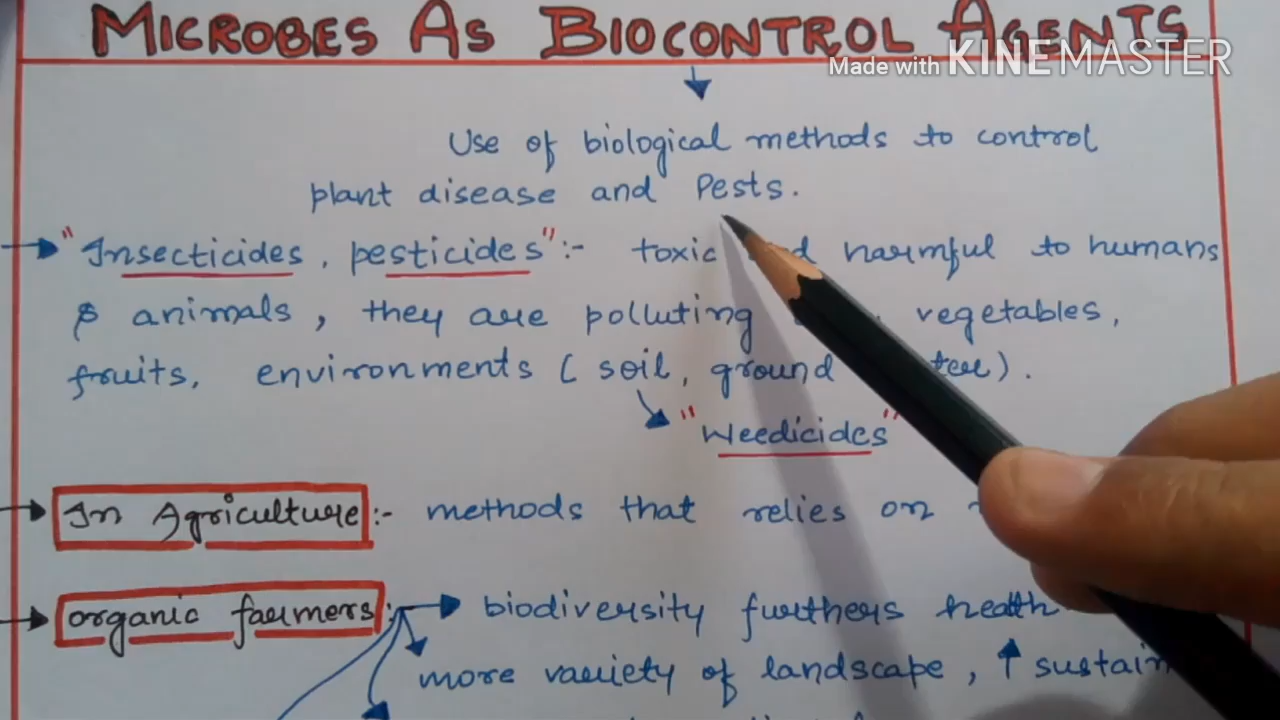 MICROBES AS BIOCONTROL AGENTS
Made with KINEMASTER
Use of biological methods to control
plant disease and Pests.
"Insecticides, pesticides":- toxic harmful to humans
& animals, they are polluting vegetables,
fruits, environments (soil, ground).
"Weedicides"
In Agriculture:- methods that relies on
organic farmers: biodiversity furthers health
more variety of landscape, ↑ sustain